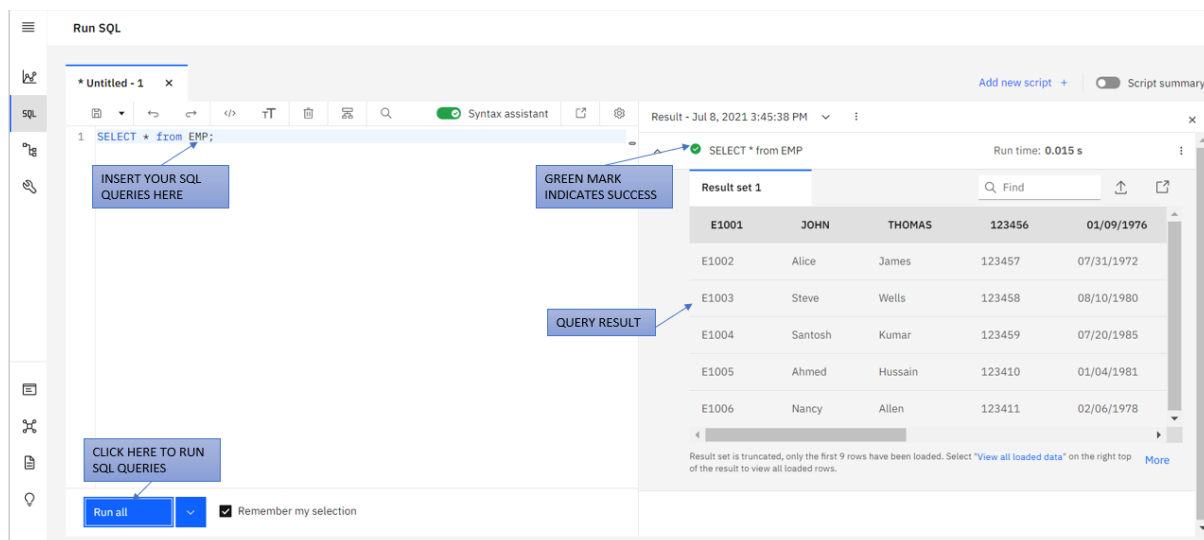 Run SQL
* Untitled - 1 ×
Add new script +
Script summary
SQL
Syntax assistant
Result - Jul 8, 2021 3:45:38 PM
1 SELECT * from EMP;
SELECT * from EMP
Run time: 0.015 s
INSERT YOUR SQL
QUERIES HERE
GREEN MARK
INDICATES SUCCESS
Result set 1
Find
E1001 JOHN THOMAS 123456 01/09/1976
E1002 Alice James 123457 07/31/1972
E1003 Steve Wells 123458 08/10/1980
QUERY RESULT
E1004 Santosh Kumar 123459 07/20/1985
E1005 Ahmed Hussain 123410 01/04/1981
E1006 Nancy Allen 123411 02/06/1978
CLICK HERE TO RUN
SQL QUERIES
Result set is truncated, only the first 9 rows have been loaded. Select "View all loaded data" on the right top
of the result to view all loaded rows.
More
Run all
Remember my selection